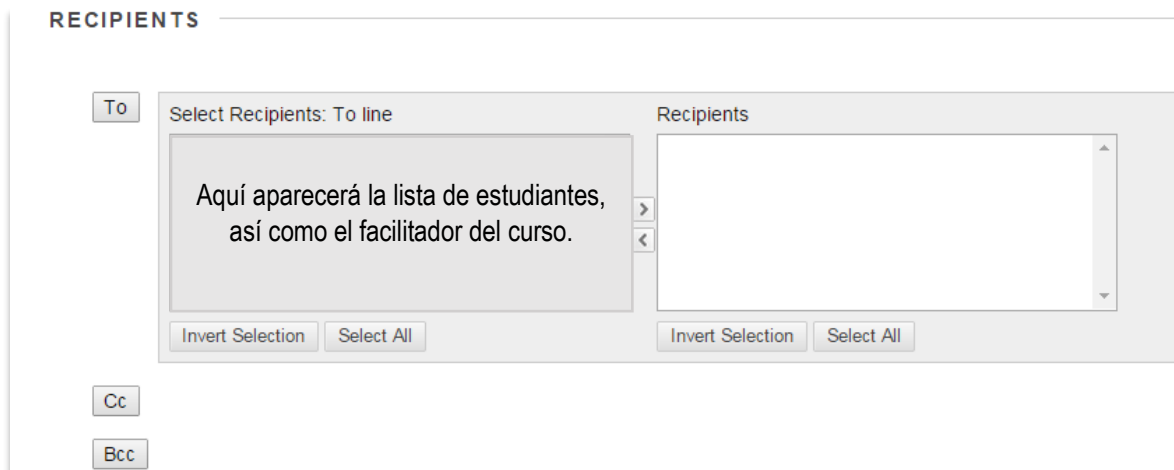 RECIPIENTS
To
Select Recipients: To line
Recipients
Aquí aparecerá la lista de estudiantes,
así como el facilitador del curso.
Invert Selection
Select All
Invert Selection
Select All
Cc
Bcc